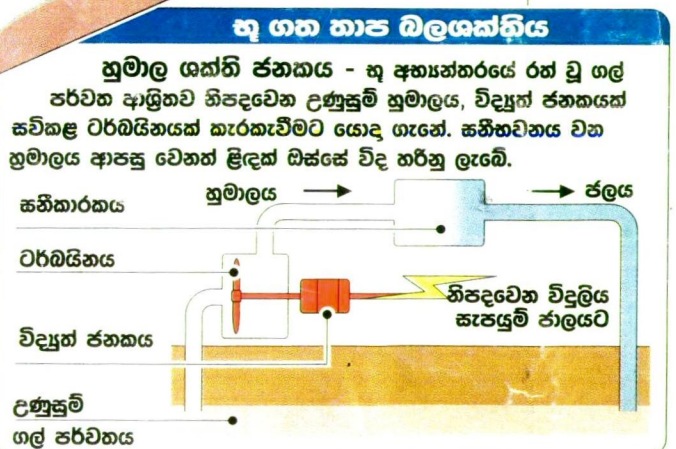 භූ ගත තාප බලශක්තිය
හුමාල ශක්ති ජනකය - භූ අභ්‍යන්තරයේ රත් වූ ගල්
පර්වත ආශ්‍රිතව නිපදවෙන උණුසුම් හුමාලය, විද්‍යුත් ජනකයක්
සවිකළ ටර්බයිනයක් කැරකැවීමට යොදා ගැනේ. ඝනීභවනය වන
හුමාලය ආපසු වෙනත් ළිඳක් ඔස්සේ විද හරිනු ලැබේ.
හුමාලය
ජලය
ඝනීකාරකය
ටර්බයිනය
නිපදවෙන විදුලිය
සැපයුම් ජාලයට
විද්‍යුත් ජනකය
උණුසුම්
ගල් පර්වතය